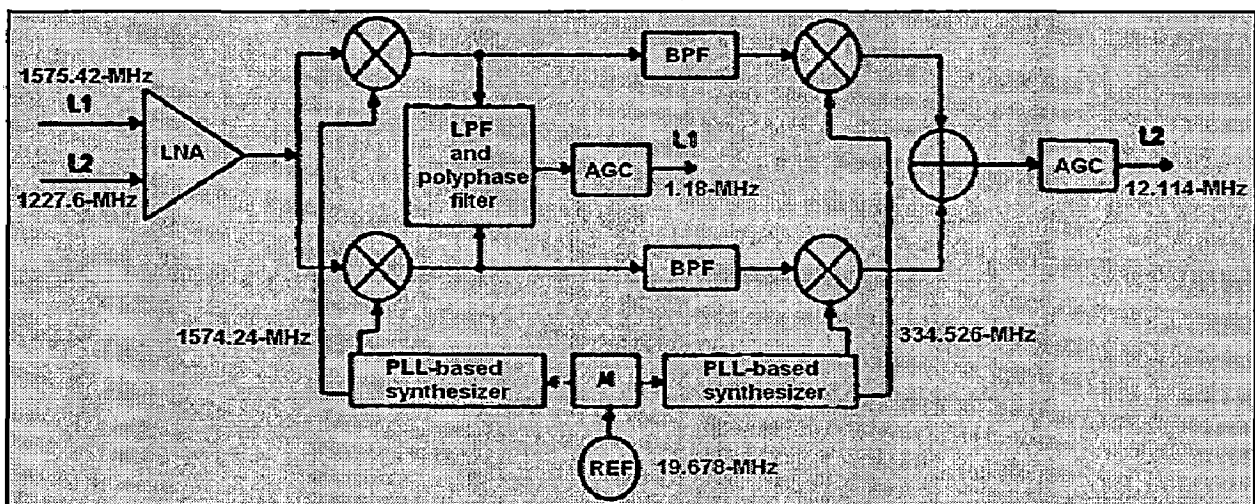 1575.42-MHz
L1
LNA
L2
1227.6-MHz
BPF
LPF
and
polyphase
filter
AGC
L1
1.18-MHz
AGC
L2
12.114-MHz
BPF
1574.24-MHz
334.526-MHz
PLL-based
synthesizer
PLL-based
synthesizer
REF
19.678-MHz